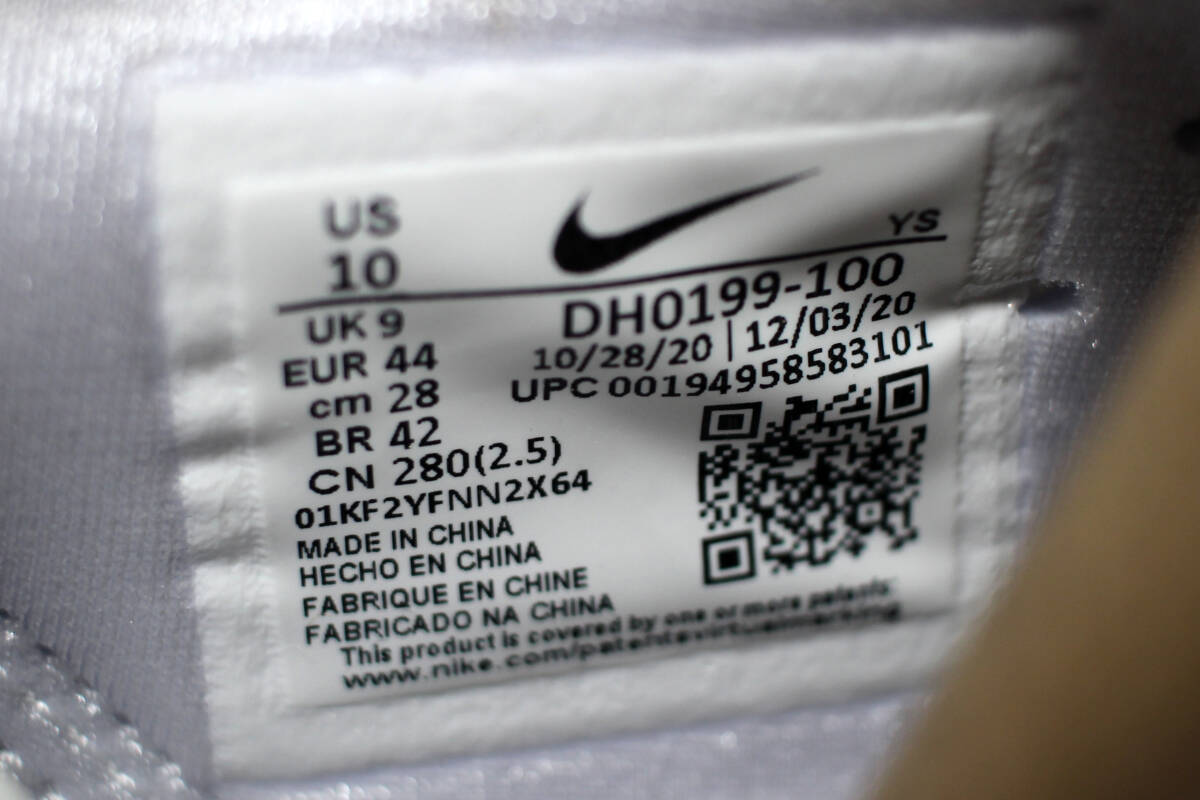 US
10
YS
DH0199-100
UK 9
10/28/20 | 12/03/20
EUR 44
UPC 00194958583101
cm 28
BR 42
CN 280(2.5)
01KF2YFNN2X64
MADE IN CHINA
HECHO EN CHINA
FABRIQUE EN CHINE
FABRICADO NA CHINA
This product is covered by one or more patents:
www.nike.com/patentsvirtualmarking